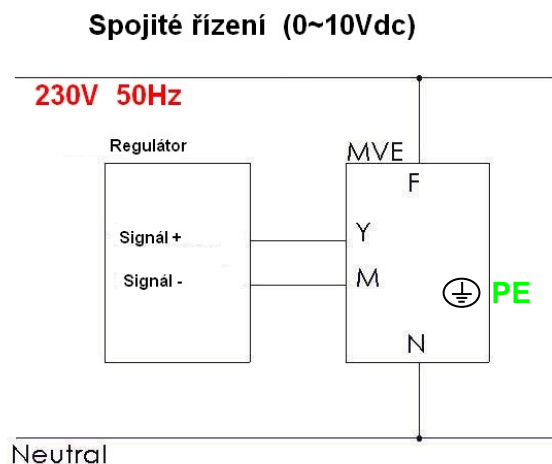 Spojité řízení (0~10Vdc)
230V 50Hz
Regulátor
MVE
F
Signál +
Y
Signál -
M
PE
N
Neutral